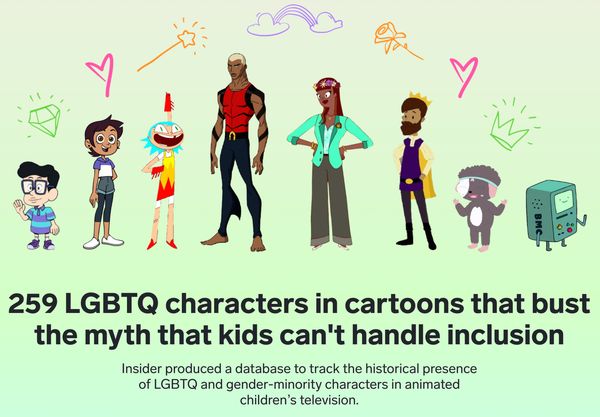 BMO
259 LGBTQ characters in cartoons that bust
the myth that kids can't handle inclusion
Insider produced a database to track the historical presence
of LGBTQ and gender-minority characters in animated
children’s television.